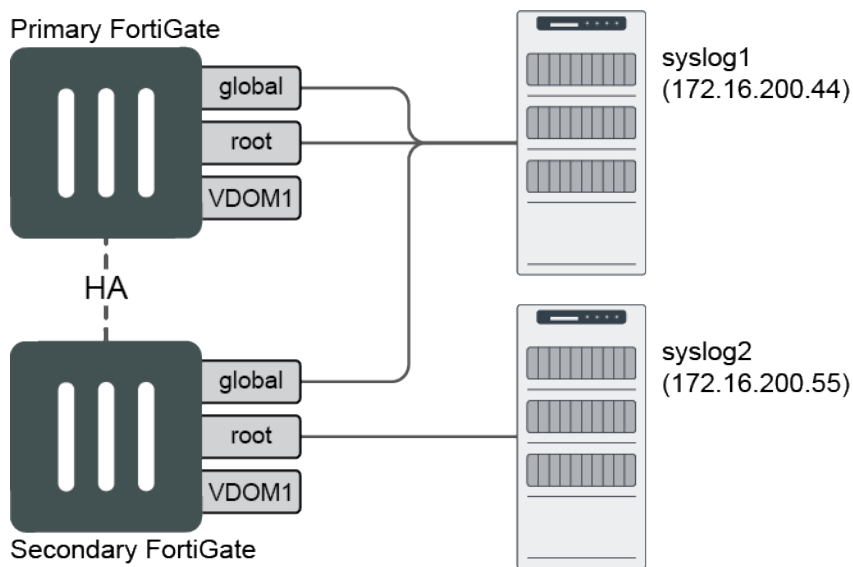 Primary FortiGate
global
root
VDOM1
syslog1
(172.16.200.44)
HA
global
root
VDOM1
Secondary FortiGate
syslog2
(172.16.200.55)